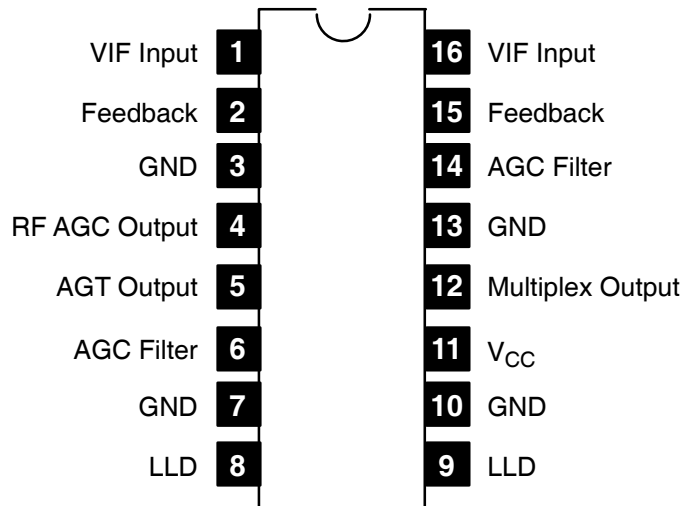 VIF Input 1 16 VIF Input
Feedback 2 15 Feedback
GND 3 14 AGC Filter
RF AGC Output 4 13 GND
AGT Output 5 12 Multiplex Output
AGC Filter 6 11 VCC
GND 7 10 GND
LLD 8 9 LLD